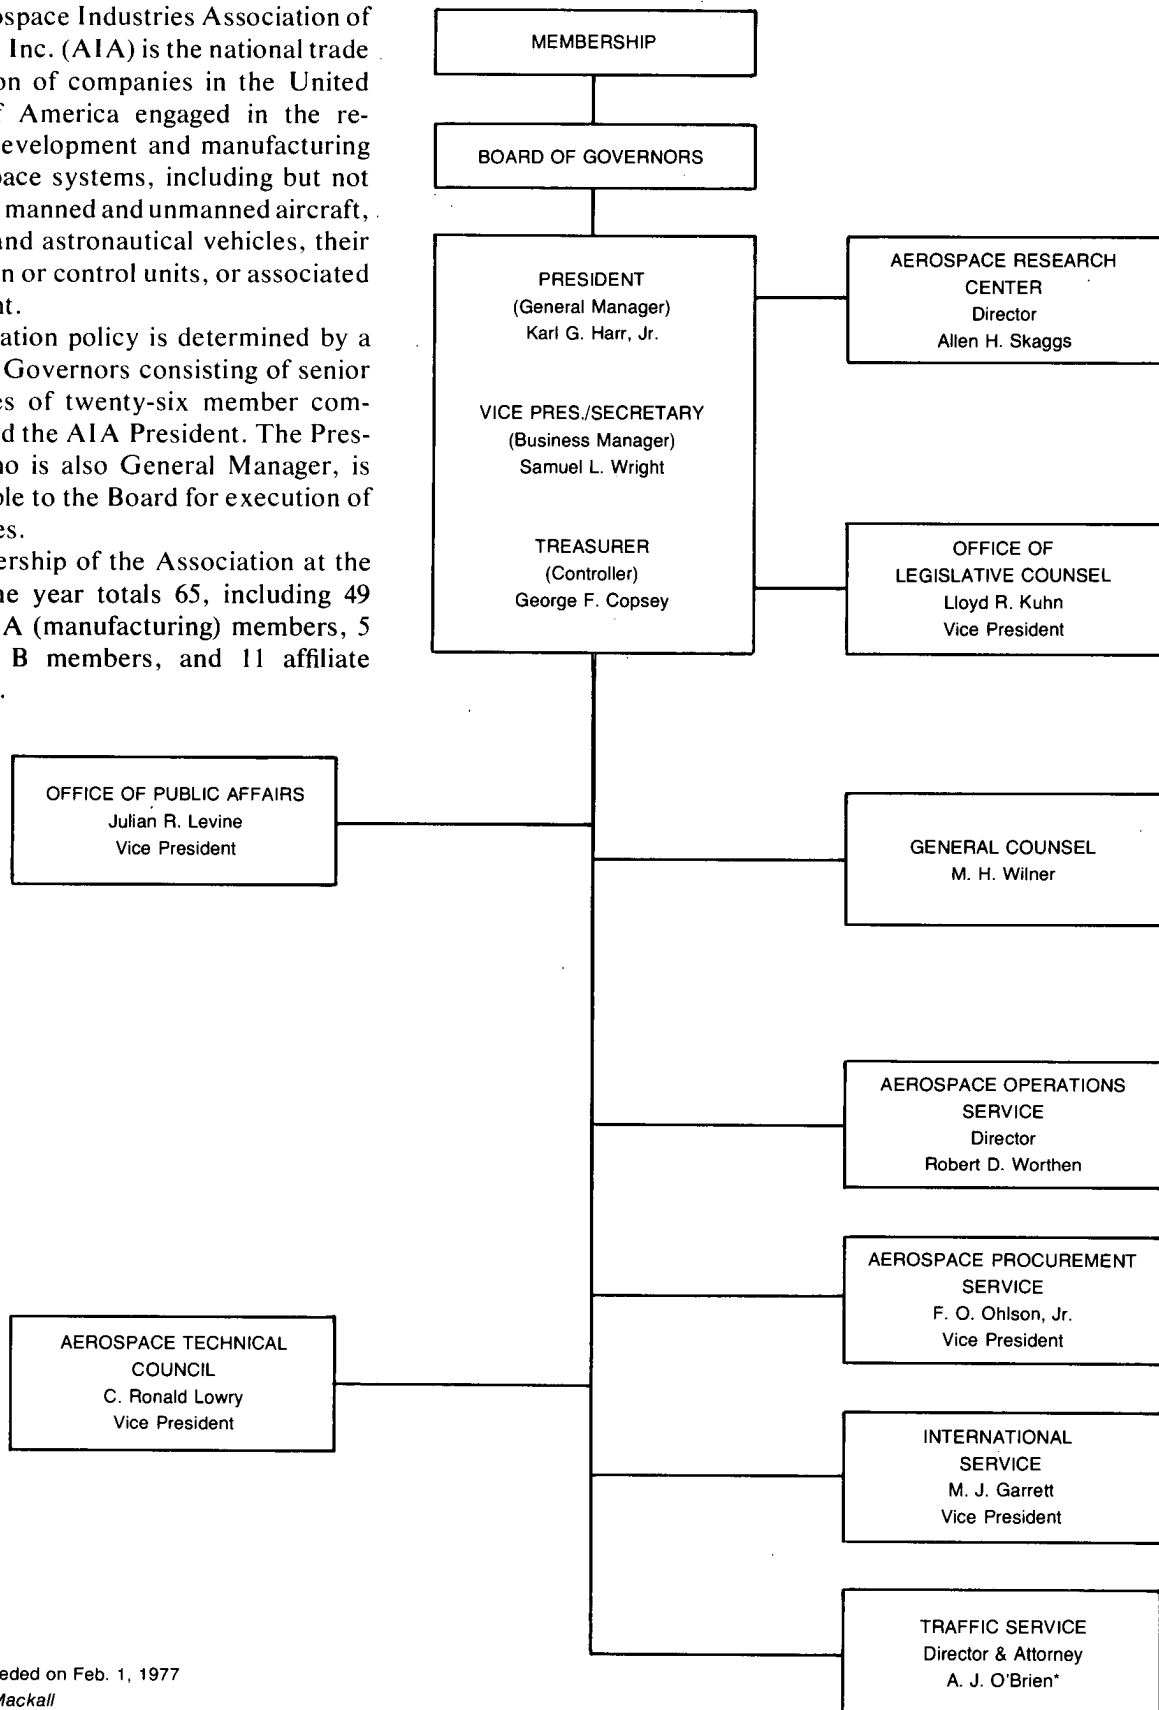 ospace Industries Association of
Inc. (AIA) is the national trade
on of companies in the United
f America engaged in the re-
evelopment and manufacturing
pace systems, including but not
manned and unmanned aircraft,
and astronautical vehicles, their
n or control units, or associated
nt.
ation policy is determined by a
Governors consisting of senior
es of twenty-six member com-
d the AIA President. The Pres-
ho is also General Manager, is
ble to the Board for execution of
es.
ership of the Association at the
he year totals 65, including 49
A (manufacturing) members, 5
B members, and 11 affiliate
.
MEMBERSHIP
BOARD OF GOVERNORS
PRESIDENT
(General Manager)
Karl G. Harr, Jr.
VICE PRES./SECRETARY
(Business Manager)
Samuel L. Wright
TREASURER
(Controller)
George F. Copsey
AEROSPACE RESEARCH
CENTER
Director
Allen H. Skaggs
OFFICE OF
LEGISLATIVE COUNSEL
Lloyd R. Kuhn
Vice President
OFFICE OF PUBLIC AFFAIRS
Julian R. Levine
Vice President
GENERAL COUNSEL
M. H. Wilner
AEROSPACE OPERATIONS
SERVICE
Director
Robert D. Worthen
AEROSPACE PROCUREMENT
SERVICE
F. O. Ohlson, Jr.
Vice President
AEROSPACE TECHNICAL
COUNCIL
C. Ronald Lowry
Vice President
INTERNATIONAL
SERVICE
M. J. Garrett
Vice President
TRAFFIC SERVICE
Director & Attorney
A. J. O'Brien*
eded on Feb. 1, 1977
Mackall